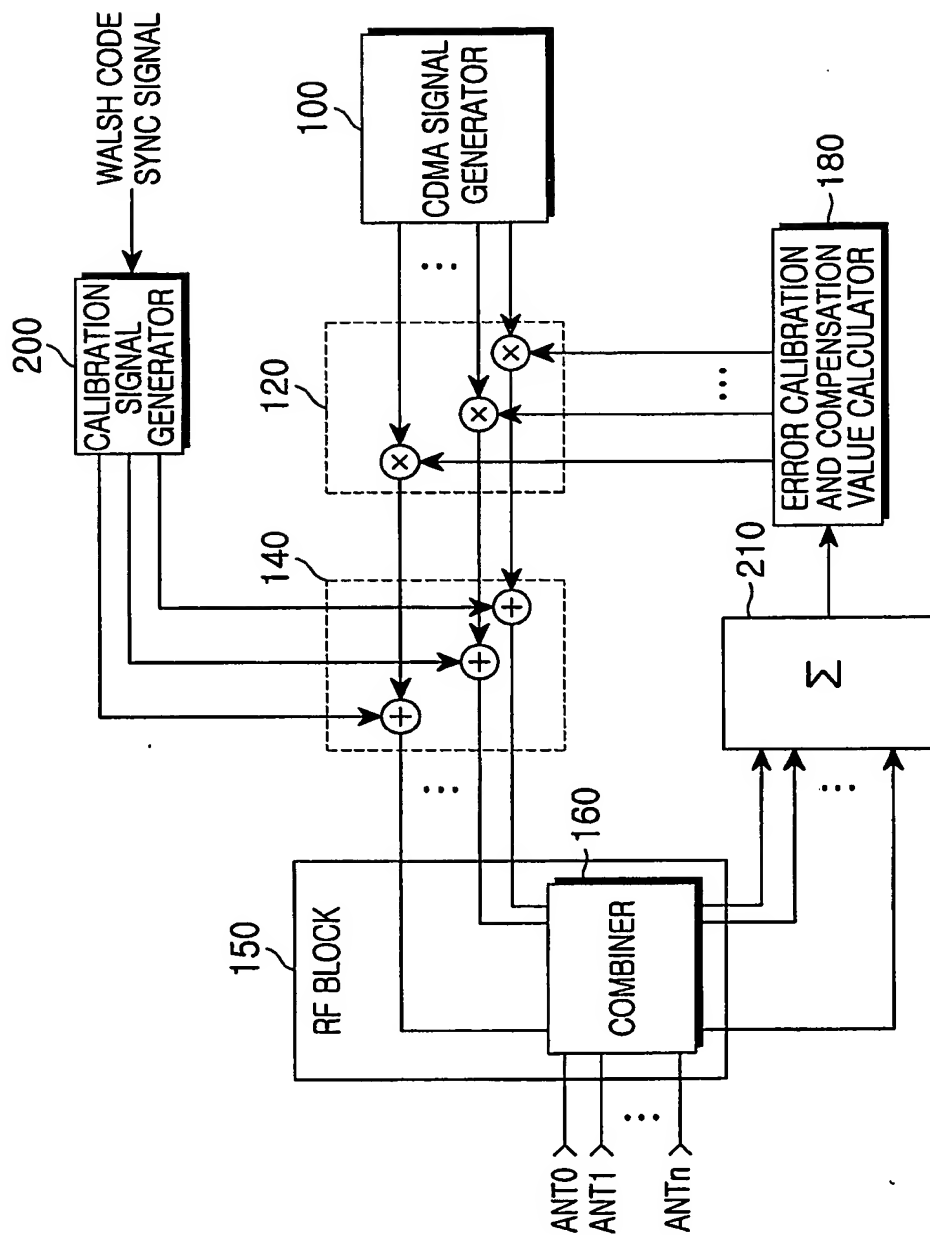 WALSH CODE
SYNC SIGNAL
200
CALIBRATION
SIGNAL
GENERATOR
100
CDMA SIGNAL
GENERATOR
...
120
×
×
×
140
+
+
+
...
...
180
ERROR CALIBRATION
AND COMPENSATION
VALUE CALCULATOR
210
Σ
...
150
RF BLOCK
160
COMBINER
ANT0
ANT1
...
ANTn